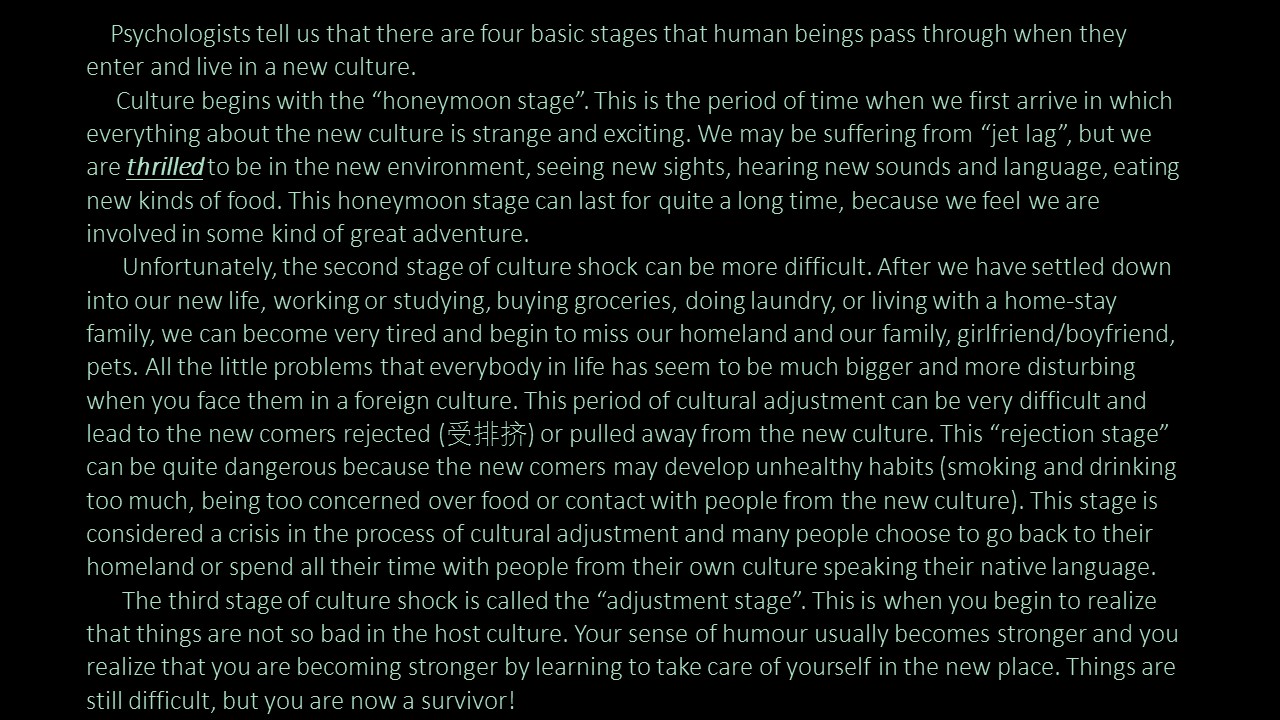 Psychologists tell us that there are four basic stages that human beings pass through when they
enter and live in a new culture.
Culture begins with the “honeymoon stage”. This is the period of time when we first arrive in which
everything about the new culture is strange and exciting. We may be suffering from “jet lag”, but we
are thrilled to be in the new environment, seeing new sights, hearing new sounds and language, eating
new kinds of food. This honeymoon stage can last for quite a long time, because we feel we are
involved in some kind of great adventure.
Unfortunately, the second stage of culture shock can be more difficult. After we have settled down
into our new life, working or studying, buying groceries, doing laundry, or living with a home-stay
family, we can become very tired and begin to miss our homeland and our family, girlfriend/boyfriend,
pets. All the little problems that everybody in life has seem to be much bigger and more disturbing
when you face them in a foreign culture. This period of cultural adjustment can be very difficult and
lead to the new comers rejected (受排挤) or pulled away from the new culture. This “rejection stage”
can be quite dangerous because the new comers may develop unhealthy habits (smoking and drinking
too much, being too concerned over food or contact with people from the new culture). This stage is
considered a crisis in the process of cultural adjustment and many people choose to go back to their
homeland or spend all their time with people from their own culture speaking their native language.
The third stage of culture shock is called the “adjustment stage”. This is when you begin to realize
that things are not so bad in the host culture. Your sense of humour usually becomes stronger and you
realize that you are becoming stronger by learning to take care of yourself in the new place. Things are
still difficult, but you are now a survivor!